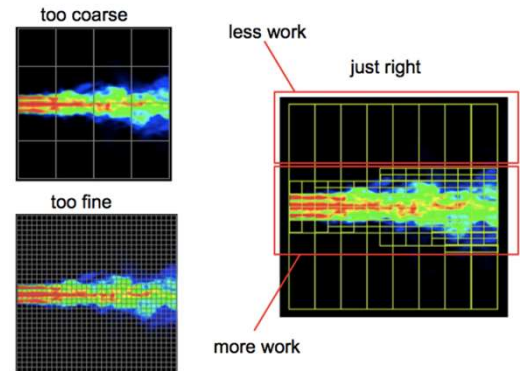 too coarse
less work
just right
too fine
more work